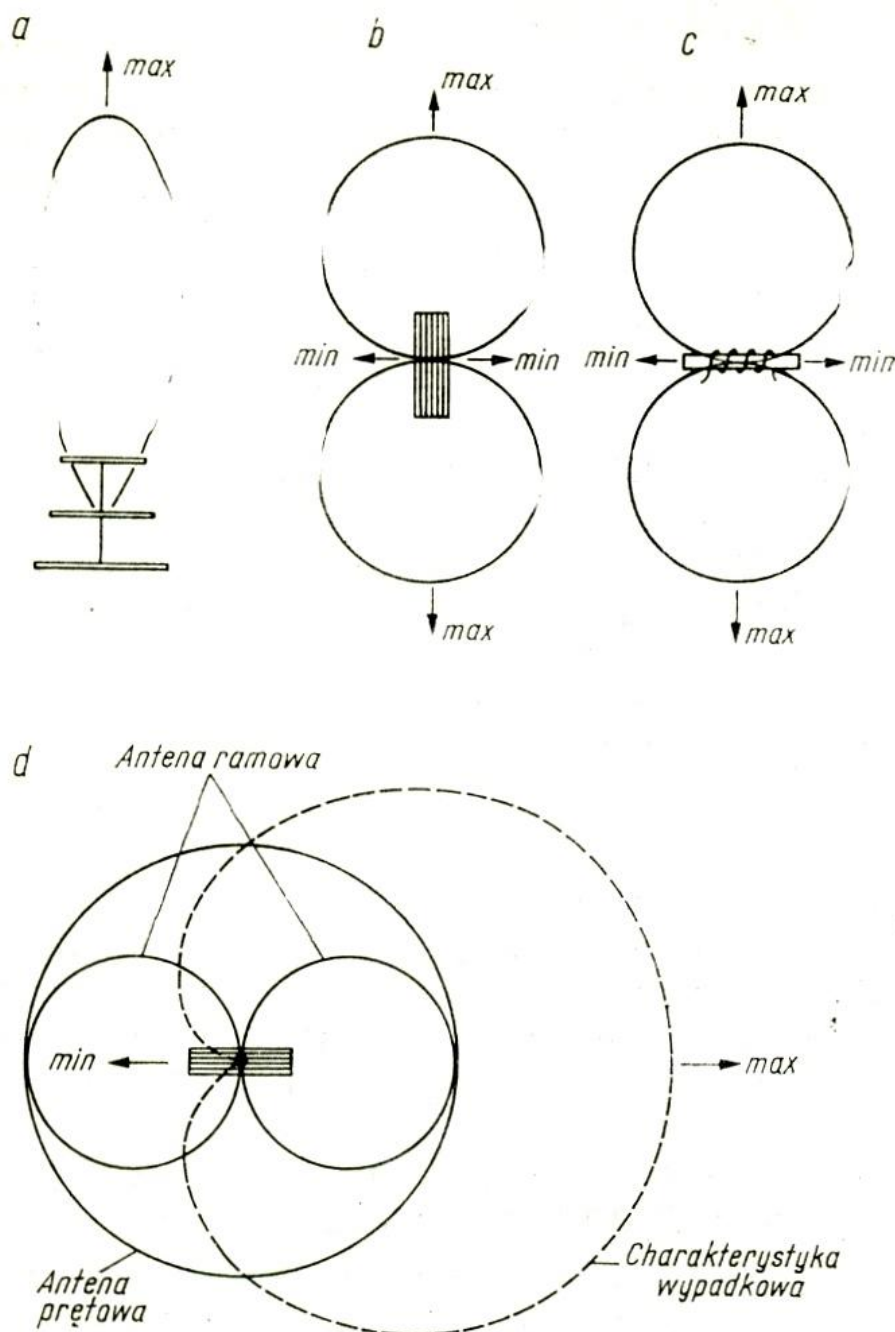 a
max
b
max
min
min
max
c
max
min
min
max
d
Antena ramowa
min
max
Antena
prętowa
Charakterystyka
wypadkowa